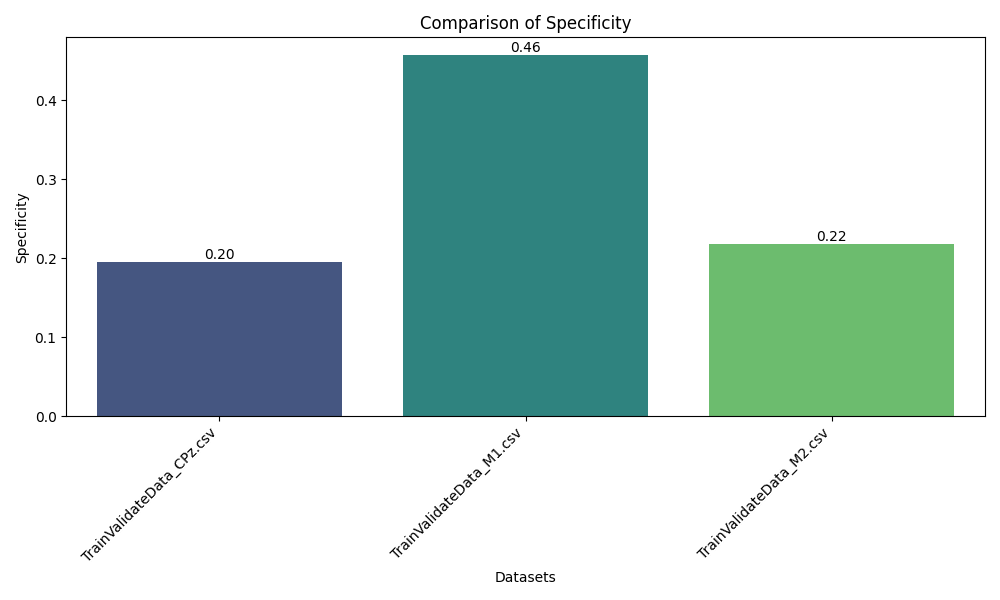 Comparison of Specificity
Specificity
0.4
0.3
0.2
0.1
0.0
0.20
0.46
0.22
TrainValidateData_CPz.csv
TrainValidateData_M1.csv
TrainValidateData_M2.csv
Datasets